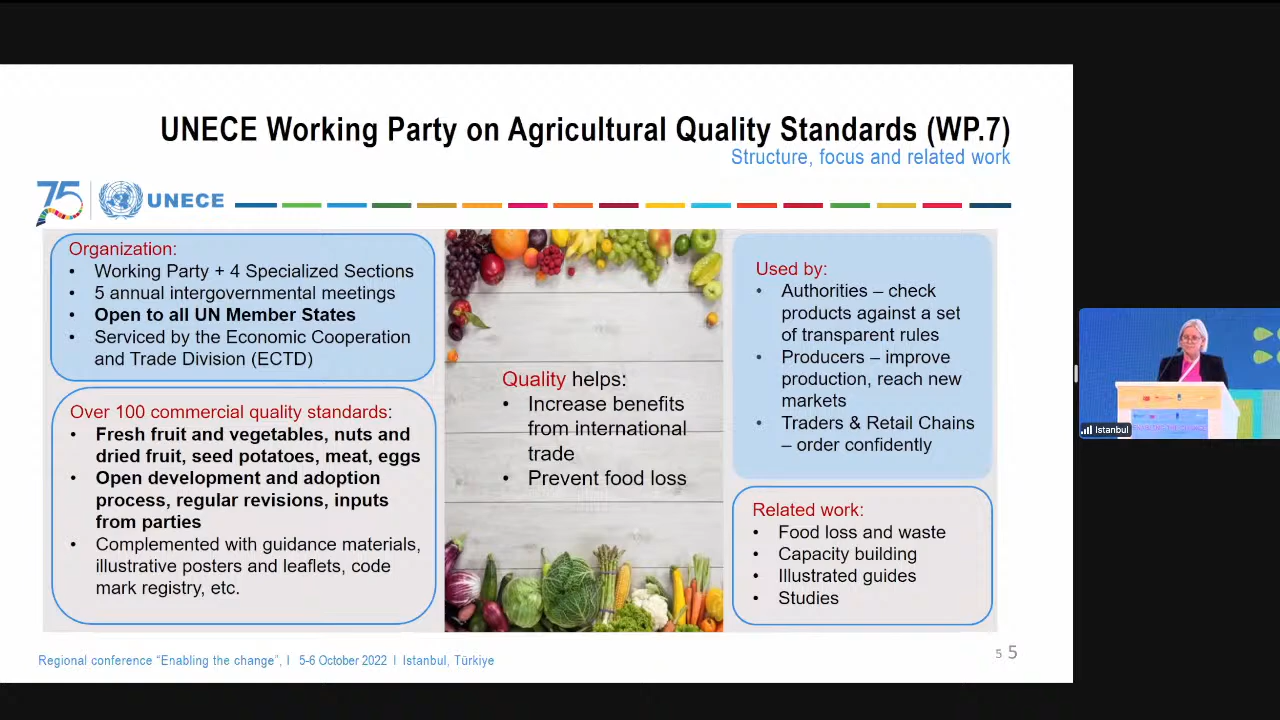 UNECE Working Party on Agricultural Quality Standards (WP.7)
Structure, focus and related work
75
UNECE
Organization:
• Working Party + 4 Specialized Sections
• 5 annual intergovernmental meetings
• Open to all UN Member States
• Serviced by the Economic Cooperation
and Trade Division (ECTD)
Over 100 commercial quality standards:
• Fresh fruit and vegetables, nuts and
dried fruit, seed potatoes, meat, eggs
• Open development and adoption
process, regular revisions, inputs
from parties
• Complemented with guidance materials,
illustrative posters and leaflets, code
mark registry, etc.
Quality helps:
• Increase benefits
from international
trade
• Prevent food loss
Used by:
• Authorities – check
products against a set
of transparent rules
• Producers – improve
production, reach new
markets
• Traders & Retail Chains
– order confidently
Related work:
• Food loss and waste
• Capacity building
• Illustrated guides
• Studies
Regional conference “Enabling the change”, I 5-6 October 2022 I Istanbul, Türkiye
5 5
Istanbul